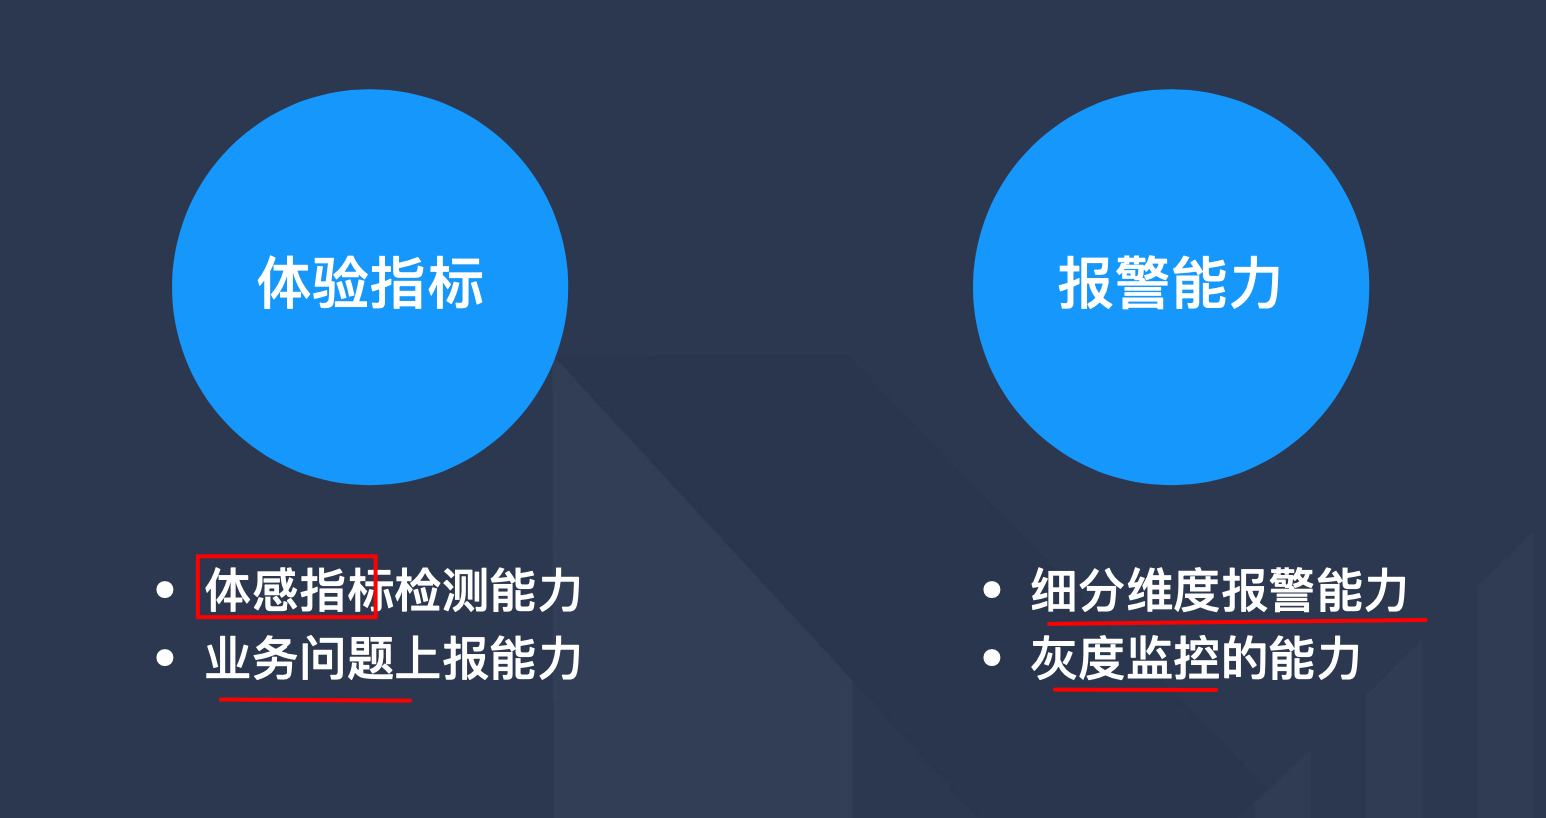 体验指标
报警能力
体感指标检测能力
业务问题上报能力
细分维度报警能力
灰度监控的能力